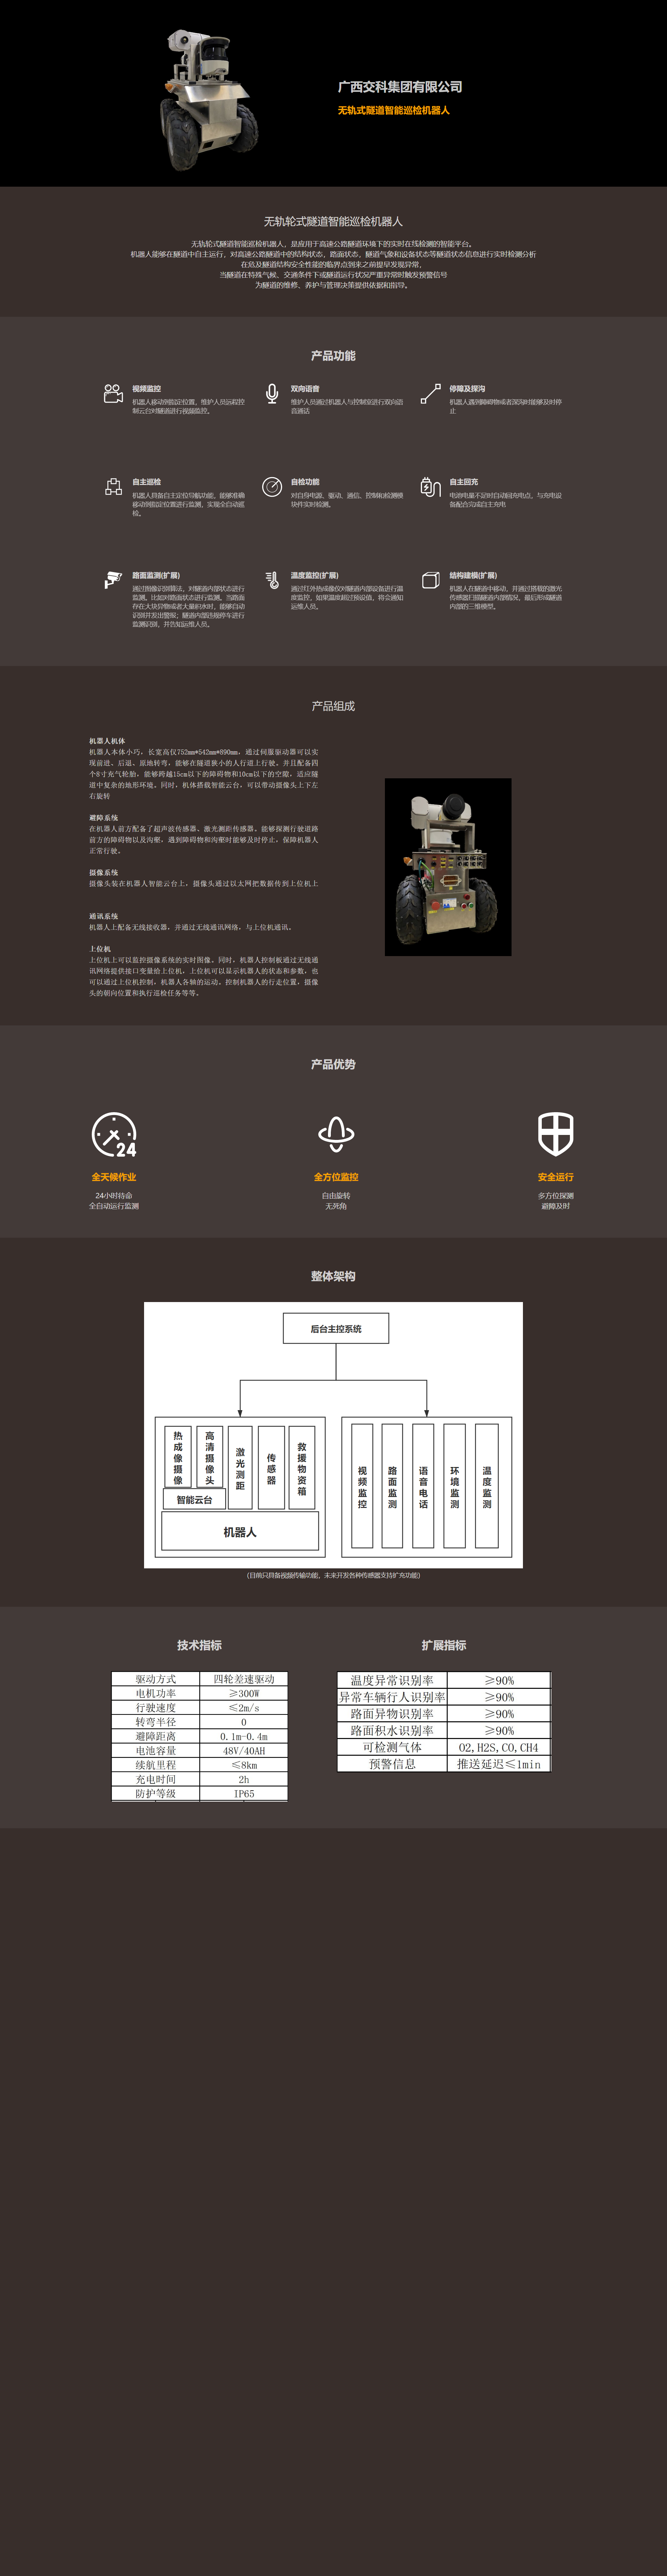 广西交科集团有限公司
无轨式隧道智能巡检机器人
无轨轮式隧道智能巡检机器人
无轨轮式隧道智能巡检机器人，是应用于高速公路隧道环境下的实时在线检测的智能平台。
机器人能够在隧道中自主运行，对高速公路隧道中的结构状态，路面状态，隧道气象和设备状态等隧道状态信息进行实时检测分析
在危及隧道结构安全性能的临界点到来之前提早发现异常，
当隧道在特殊气候、交通条件下或隧道运行状况严重异常时触发预警信号
为隧道的维修、养护与管理决策提供依据和指导。
产品功能
视频监控
机器人移动到指定位置，维护人员远程控
制云台对隧道进行视频监控。
双向语音
维护人员通过机器人与控制室进行双向语
音通话
停障及探沟
机器人遇到障碍物或者深沟时能够及时停
止
自主巡检
机器人具备自主定位导航功能，能够准确
移动到指定位置进行监测，实现全自动巡
检。
自检功能
对自身电源、驱动、通信、控制和检测模
块件实时检测。
自主回充
电池电量不足时自动回充电点，与充电设
备配合完成自主充电
路面监测(扩展)
通过图像识别算法，对隧道内部状态进行
监测。比如对路面状态进行监测。当路面
存在大块异物或者大量积水时，能够自动
识别并发出警报；隧道内部违规停车进行
监测识别，并告知运维人员。
温度监控(扩展)
通过红外热成像仪对隧道内部设备进行温
度监控，如果温度超过预设值，将会通知
运维人员。
结构建模(扩展)
机器人在隧道中移动，并通过搭载的激光
传感器扫描隧道内部情况，最后形成隧道
内部的三维模型。
产品组成
机器人机体
机器人本体小巧，长宽高仅752mm*542mm*890mm，通过伺服驱动器可以实
现前进、后退、原地转弯，能够在隧道狭小的人行道上行驶。并且配备四
个8寸充气轮胎，能够跨越15cm以下的障碍物和10cm以下的空隙，适应隧
道中复杂的地形环境。同时，机体搭载智能云台，可以带动摄像头上下左
右旋转
避障系统
在机器人前方配备了超声波传感器、激光测距传感器。能够探测行驶道路
前方的障碍物以及沟壑，遇到障碍物和沟壑时能够及时停止，保障机器人
正常行驶。
摄像系统
摄像头装在机器人智能云台上，摄像头通过以太网把数据传到上位机上
通讯系统
机器人上配备无线接收器，并通过无线通讯网络，与上位机通讯。
上位机
上位机上可以监控摄像系统的实时图像。同时，机器人控制板通过无线通
讯网络提供接口变量给上位机，上位机可以显示机器人的状态和参数，也
可以通过上位机控制，机器人各轴的运动。控制机器人的行走位置，摄像
头的朝向位置和执行巡检任务等等。
产品优势
24
全天候作业
24小时待命
全自动运行监测
全方位监控
自由旋转
无死角
安全运行
多方位探测
避障及时
整体架构
后台主控系统
热成像摄像
高清摄像头
激光测距
传感器
救援物资箱
智能云台
机器人
视频监控
路面监测
语音电话
环境监测
温度监测
(目前只具备视频传输功能，未来开发各种传感器支持扩充功能)
技术指标
驱动方式 四轮差速驱动
电机功率 ≥300W
行驶速度 ≤2m/s
转弯半径 0
避障距离 0.1m-0.4m
电池容量 48V/40AH
续航里程 ≤8km
充电时间 2h
防护等级 IP65
扩展指标
温度异常识别率 ≥90%
异常车辆行人识别率 ≥90%
路面异物识别率 ≥90%
路面积水识别率 ≥90%
可检测气体 O2,H2S,CO,CH4
预警信息 推送延迟≤1min